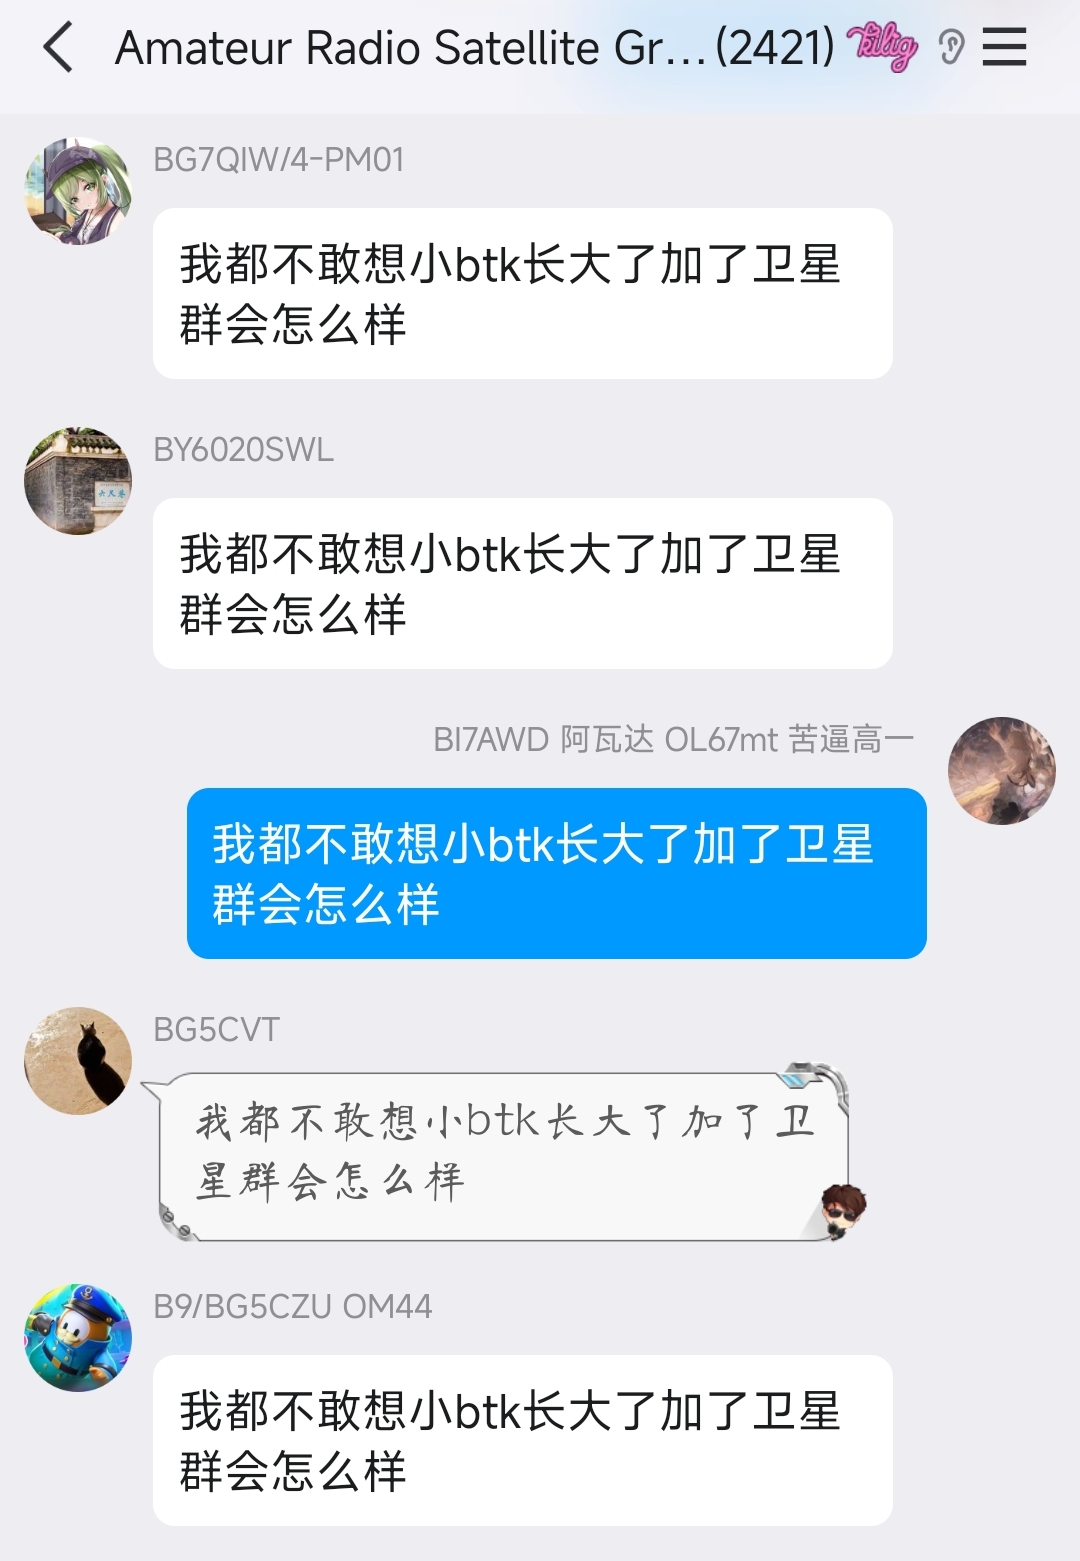 Amateur Radio Satellite Gr...(2421)
BG7QIW/4-PM01
我都不敢想小btk长大了加了卫星
群会怎么样
BY6020SWL
我都不敢想小btk长大了加了卫星
群会怎么样
BI7AWD 阿瓦达 OL67mt 苦逼高一
我都不敢想小btk长大了加了卫星
群会怎么样
BG5CVT
我都不敢想小btk长大了加了卫
星群会怎么样
B9/BG5CZU OM44
我都不敢想小btk长大了加了卫星
群会怎么样